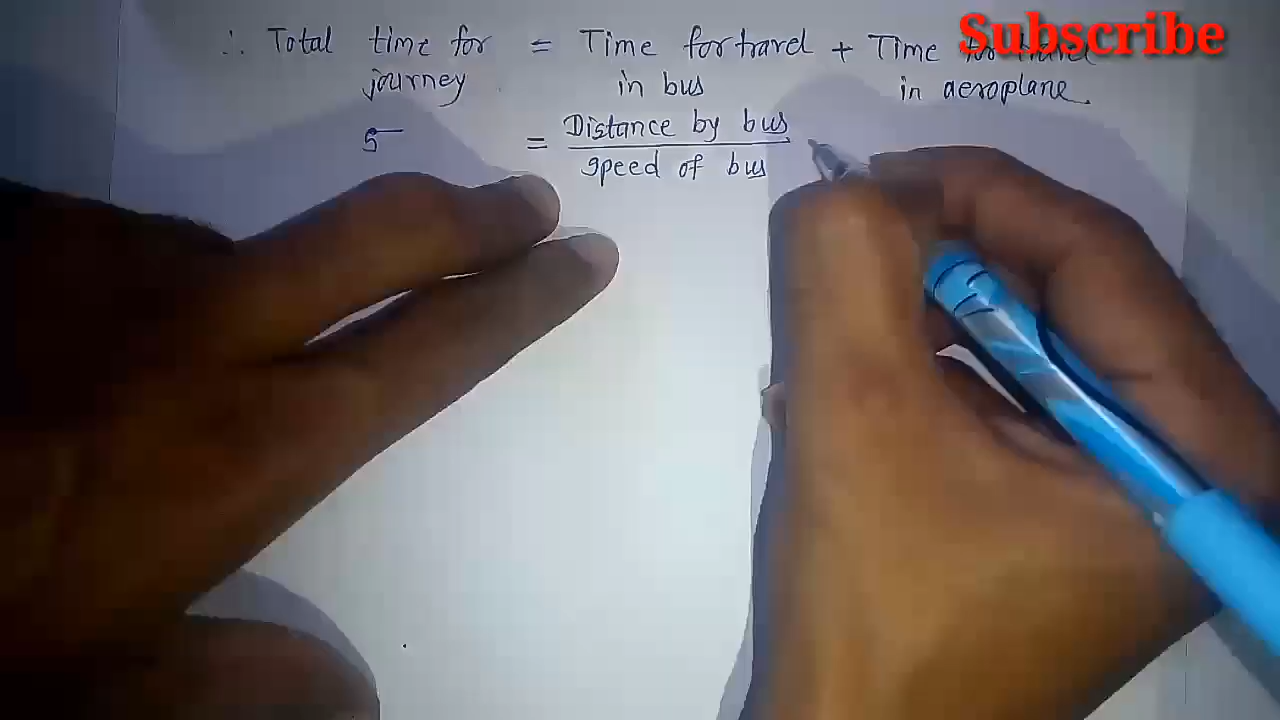 Subscribe
∴ Total time for = Time for travel + Time
journey in bus in aeroplane.
5 = Distance by bus
speed of bus